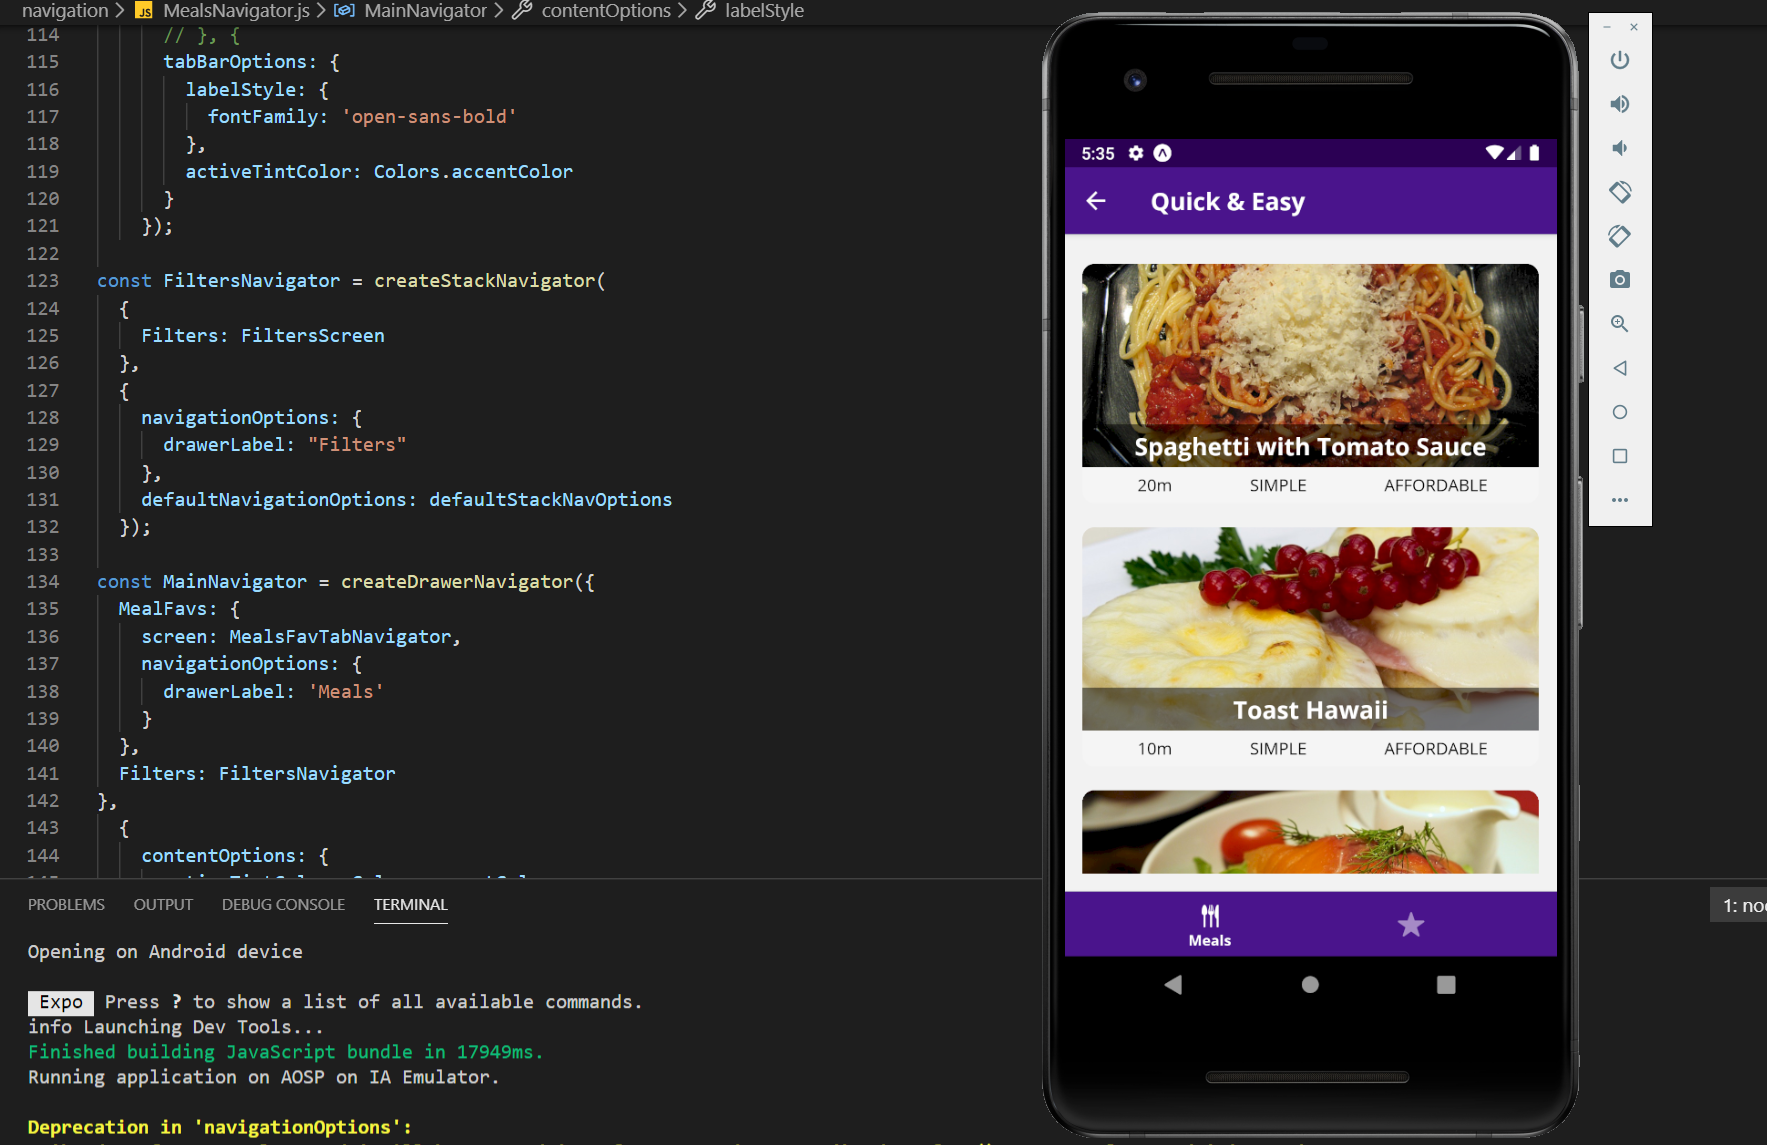 navigation > JS MealsNavigator.js > MainNavigator > contentOptions > labelStyle
114 // }, {
115 tabBarOptions: {
116 labelStyle: {
117 fontFamily: 'open-sans-bold'
118 },
119 activeTintColor: Colors.accentColor
120 }
121 });
122
123 const FiltersNavigator = createStackNavigator(
124 {
125 Filters: FiltersScreen
126 },
127 {
128 navigationOptions: {
129 drawerLabel: "Filters"
130 },
131 defaultNavigationOptions: defaultStackNavOptions
132 });
133
134 const MainNavigator = createDrawerNavigator({
135 MealFavs: {
136 screen: MealsFavTabNavigator,
137 navigationOptions: {
138 drawerLabel: 'Meals'
139 }
140 },
141 Filters: FiltersNavigator
142 },
143 {
144 contentOptions: {
PROBLEMS OUTPUT DEBUG CONSOLE TERMINAL
1: no
Opening on Android device
Expo Press ? to show a list of all available commands.
info Launching Dev Tools...
Finished building JavaScript bundle in 17949ms.
Running application on AOSP on IA Emulator.
Deprecation in 'navigationOptions':
5:35
Quick & Easy
Spaghetti with Tomato Sauce
20m SIMPLE AFFORDABLE
Toast Hawaii
10m SIMPLE AFFORDABLE
Meals